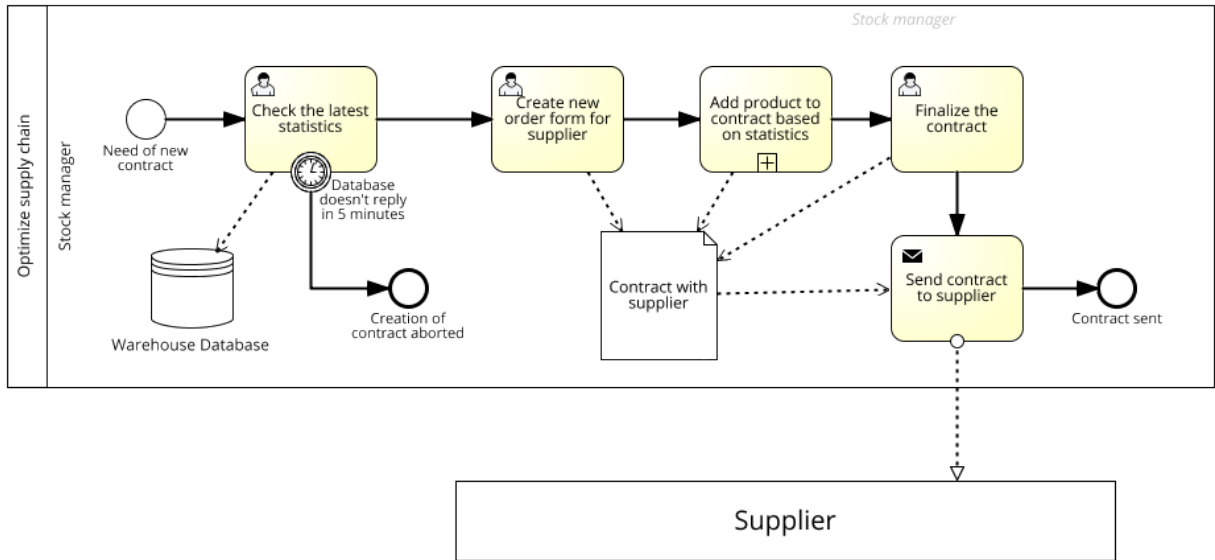 Stock manager
Optimize supply chain
Stock manager
Need of new
contract
Check the latest
statistics
Database
doesn't reply
in 5 minutes
Create new
order form for
supplier
Add product to
contract based
on statistics
Finalize the
contract
Warehouse Database
Creation of
contract aborted
Contract with
supplier
Send contract
to supplier
Contract sent
Supplier